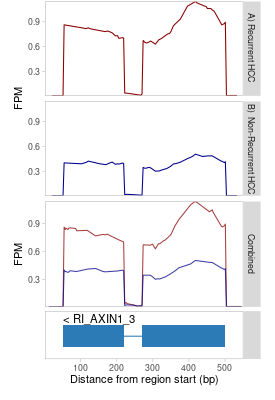 0.9
0.6
0.3
FPM
A) Recurrent HCC
0.9
0.6
0.3
B) Non-Recurrent HCC
0.9
0.6
0.3
FPM
Combined
< RI_AXIN1_3
0
100
200
300
400
500
Distance from region start (bp)